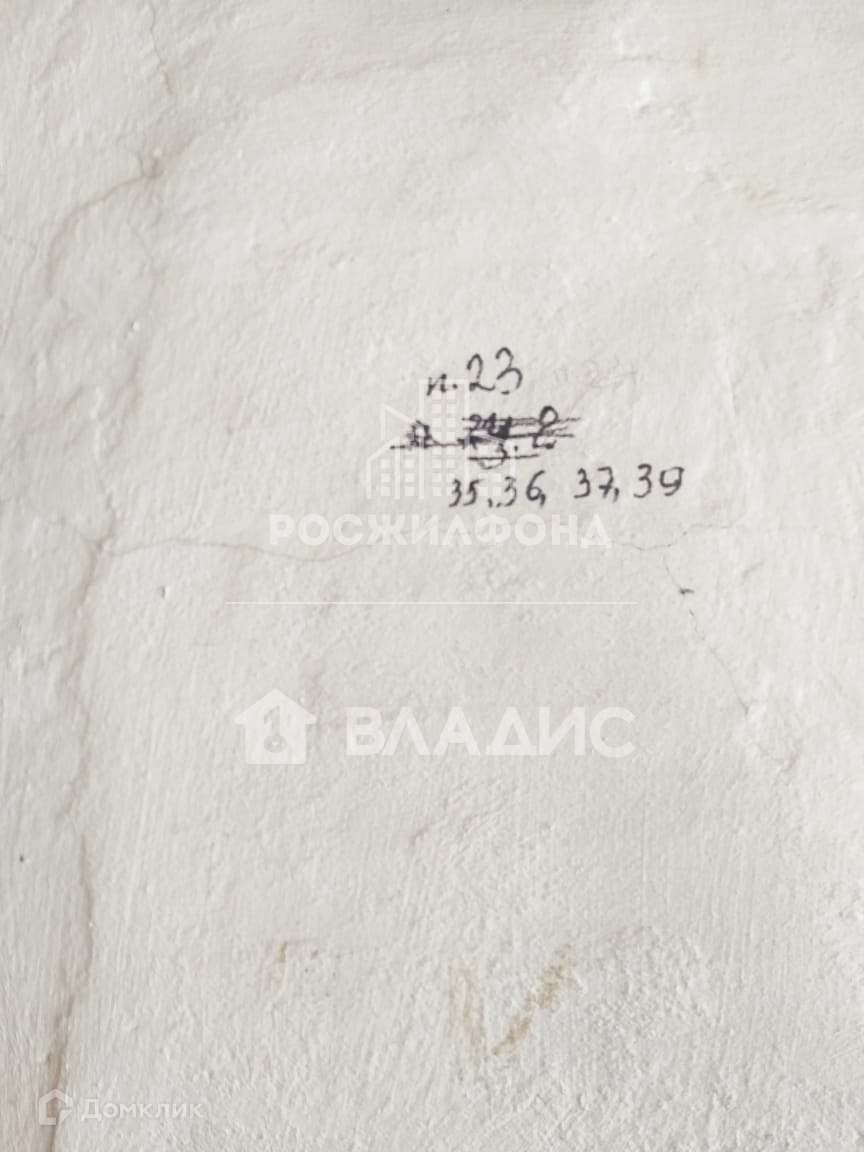 п.23
35, 36, 37, 39
РОСЖИЛФОНД
ВЛАДИС
Домклик